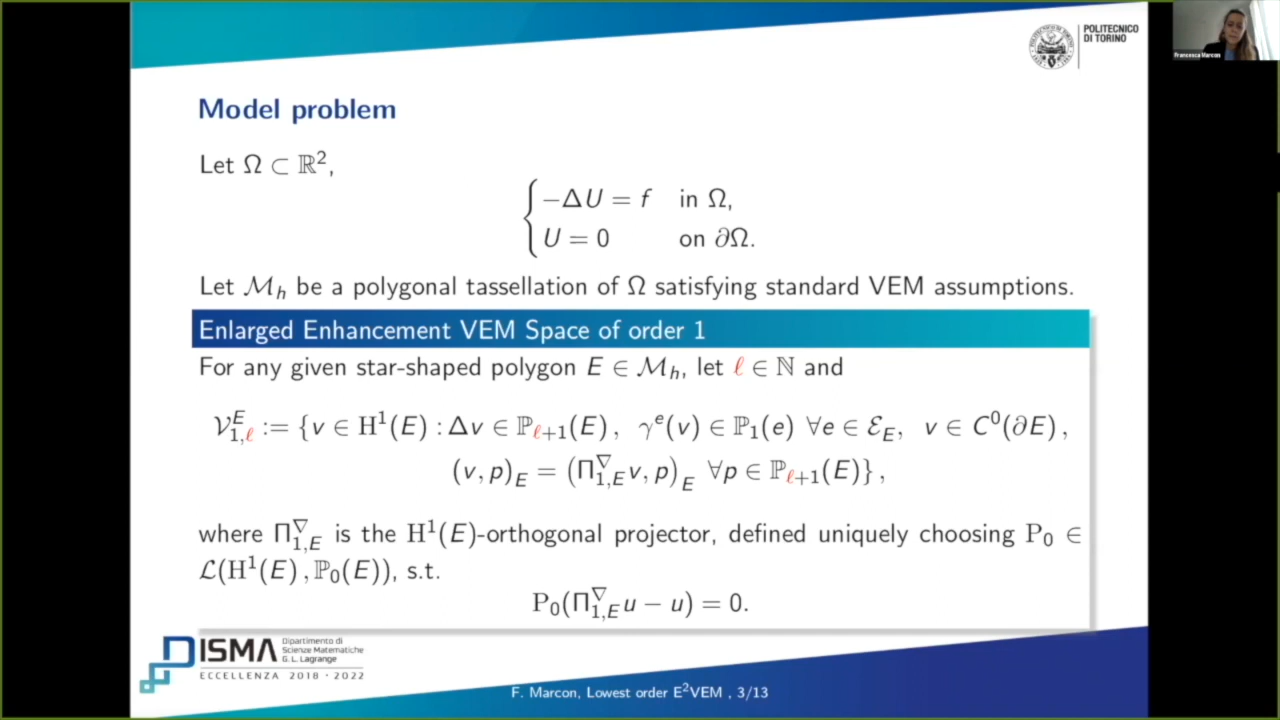 POLITECNICO
DI TORINO
Francesca Marcon
Model problem
Let Ω ⊂ ℝ²,
−ΔU = f in Ω,
U = 0 on ∂Ω.
Let ℳₕ be a polygonal tassellation of Ω satisfying standard VEM assumptions.
Enlarged Enhancement VEM Space of order 1
For any given star-shaped polygon E ∈ ℳₕ, let ℓ ∈ ℕ and
𝒱^E_{1,ℓ} := {v ∈ H¹(E) : Δv ∈ ℙ_{ℓ+1}(E), γ^e(v) ∈ ℙ₁(e) ∀e ∈ ℰ_E, v ∈ C⁰(∂E),
(v, p)_E = (Π^∇_{1,E} v, p)_E ∀p ∈ ℙ_{ℓ+1}(E)},
where Π^∇_{1,E} is the H¹(E)-orthogonal projector, defined uniquely choosing P₀ ∈
ℒ(H¹(E), ℙ₀(E)), s.t.
P₀(Π^∇_{1,E} u − u) = 0.
DISMA
Dipartimento di
Scienze Matematiche
G. L. Lagrange
ECCELLENZA 2018 · 2022
F. Marcon, Lowest order E²VEM , 3/13